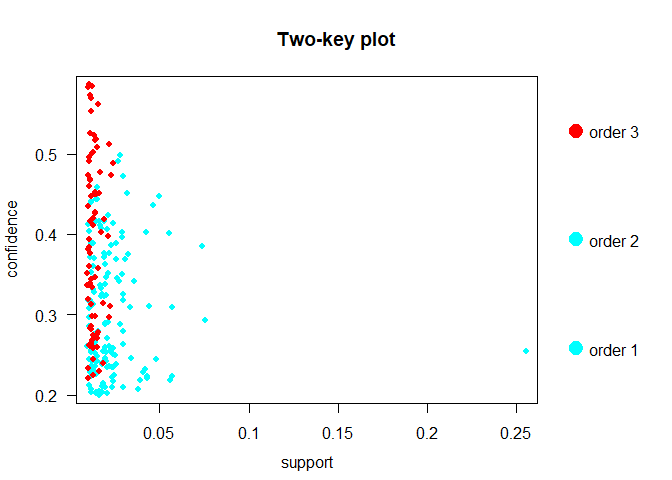 Two-key plot
order 3
order 2
order 1
confidence
0.5
0.4
0.3
0.2
0.05
0.1
0.15
0.2
0.25
support